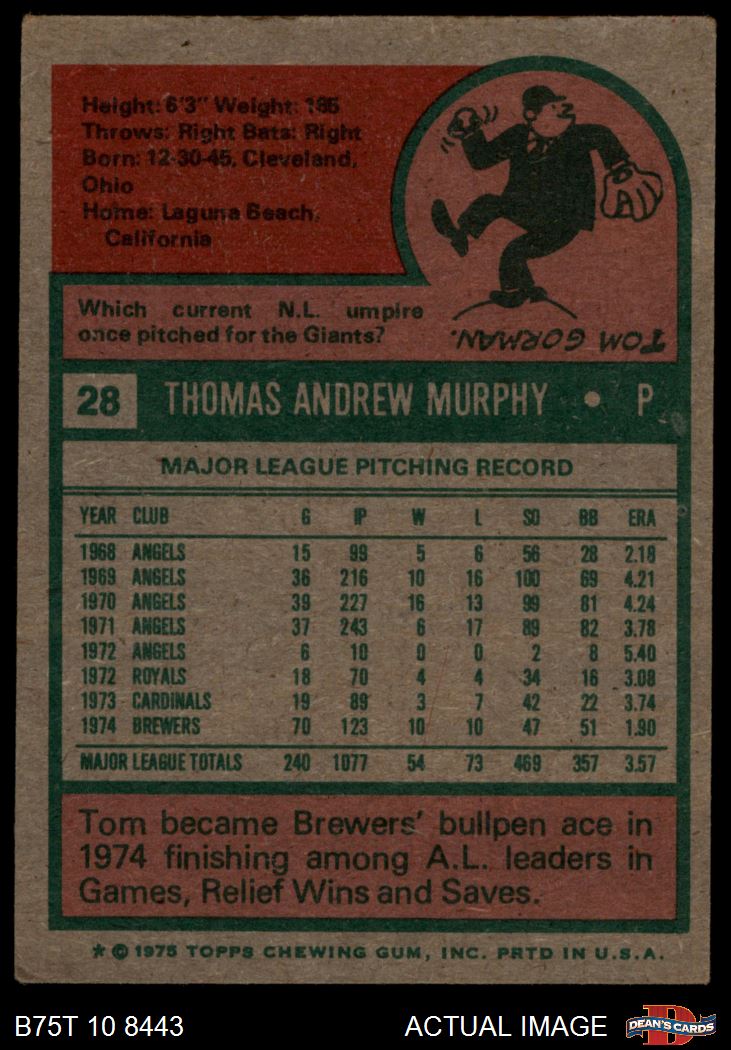 Height: 6'3" Weight: 185
Throws: Right Bats: Right
Born: 12-30-45, Cleveland,
Ohio
Home: Laguna Beach,
California
Which current N.L. umpire
once pitched for the Giants?
TOM GORMAN.
28 THOMAS ANDREW MURPHY • P
MAJOR LEAGUE PITCHING RECORD
YEAR CLUB G IP W L SO BB ERA
1968 ANGELS 15 99 5 6 56 28 2.18
1969 ANGELS 36 216 10 16 100 69 4.21
1970 ANGELS 39 227 16 13 99 81 4.24
1971 ANGELS 37 243 6 17 89 82 3.78
1972 ANGELS 6 10 0 0 2 8 5.40
1972 ROYALS 18 70 4 4 34 16 3.08
1973 CARDINALS 19 89 3 7 42 22 3.74
1974 BREWERS 70 123 10 10 47 51 1.90
MAJOR LEAGUE TOTALS 240 1077 54 73 469 357 3.57
Tom became Brewers' bullpen ace in
1974 finishing among A.L. leaders in
Games, Relief Wins and Saves.
* © 1975 TOPPS CHEWING GUM, INC. PRTD IN U.S.A.
B75T 10 8443 ACTUAL IMAGE D DEAN'S CARDS